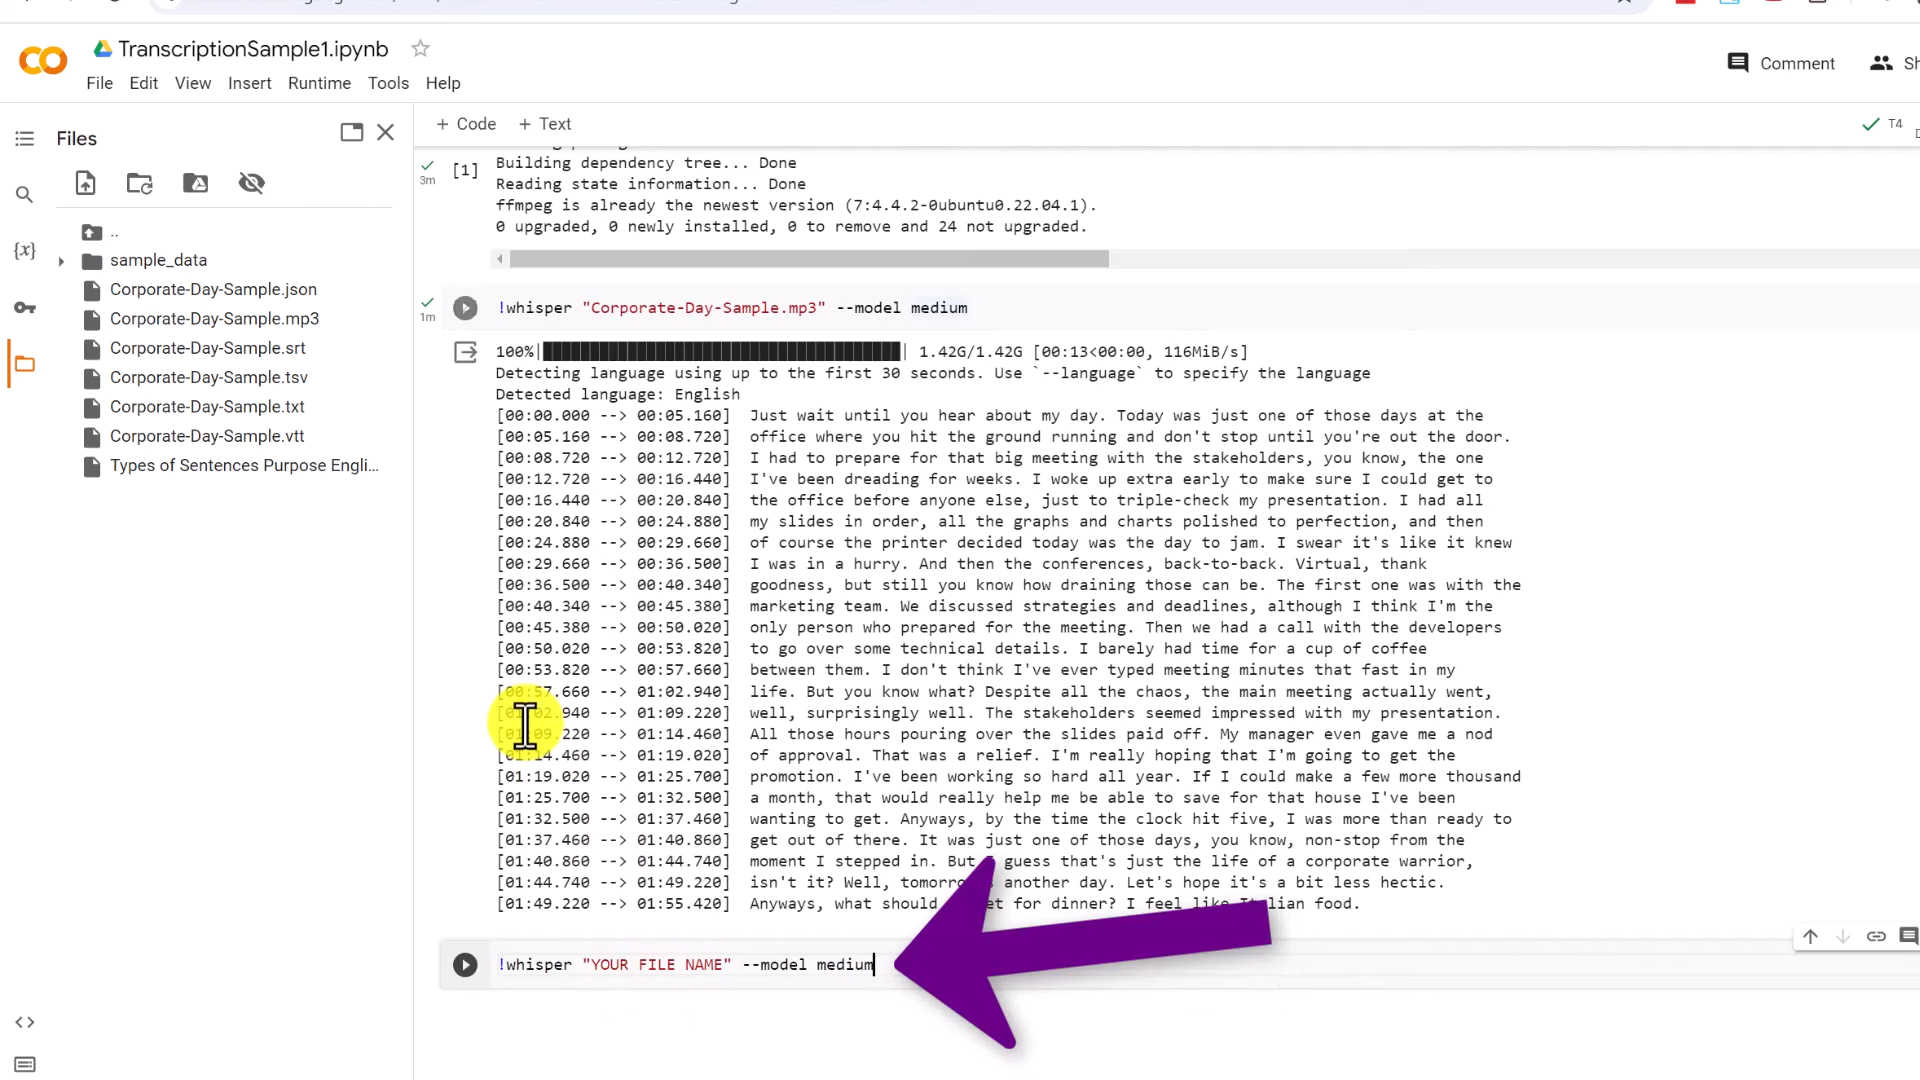 TranscriptionSample1.ipynb
Comment
File Edit View Insert Runtime Tools Help
Files
+ Code + Text
T4
[1]
3m
Building dependency tree... Done
Reading state information... Done
ffmpeg is already the newest version (7:4.4.2-0ubuntu0.22.04.1).
0 upgraded, 0 newly installed, 0 to remove and 24 not upgraded.
..
sample_data
Corporate-Day-Sample.json
Corporate-Day-Sample.mp3
Corporate-Day-Sample.srt
Corporate-Day-Sample.tsv
Corporate-Day-Sample.txt
Corporate-Day-Sample.vtt
Types of Sentences Purpose Engli...
{x}
1m
!whisper "Corporate-Day-Sample.mp3" --model medium
100%| 1.42G/1.42G [00:13<00:00, 116MiB/s]
Detecting language using up to the first 30 seconds. Use `--language` to specify the language
Detected language: English
[00:00.000 --> 00:05.160] Just wait until you hear about my day. Today was just one of those days at the
[00:05.160 --> 00:08.720] office where you hit the ground running and don't stop until you're out the door.
[00:08.720 --> 00:12.720] I had to prepare for that big meeting with the stakeholders, you know, the one
[00:12.720 --> 00:16.440] I've been dreading for weeks. I woke up extra early to make sure I could get to
[00:16.440 --> 00:20.840] the office before anyone else, just to triple-check my presentation. I had all
[00:20.840 --> 00:24.880] my slides in order, all the graphs and charts polished to perfection, and then
[00:24.880 --> 00:29.660] of course the printer decided today was the day to jam. I swear it's like it knew
[00:29.660 --> 00:36.500] I was in a hurry. And then the conferences, back-to-back. Virtual, thank
[00:36.500 --> 00:40.340] goodness, but still you know how draining those can be. The first one was with the
[00:40.340 --> 00:45.380] marketing team. We discussed strategies and deadlines, although I think I'm the
[00:45.380 --> 00:50.020] only person who prepared for the meeting. Then we had a call with the developers
[00:50.020 --> 00:53.820] to go over some technical details. I barely had time for a cup of coffee
[00:53.820 --> 00:57.660] between them. I don't think I've ever typed meeting minutes that fast in my
[00:57.660 --> 01:02.940] life. But you know what? Despite all the chaos, the main meeting actually went,
[01:02.940 --> 01:09.220] well, surprisingly well. The stakeholders seemed impressed with my presentation.
[01:09.220 --> 01:14.460] All those hours pouring over the slides paid off. My manager even gave me a nod
[01:14.460 --> 01:19.020] of approval. That was a relief. I'm really hoping that I'm going to get the
[01:19.020 --> 01:25.700] promotion. I've been working so hard all year. If I could make a few more thousand
[01:25.700 --> 01:32.500] a month, that would really help me be able to save for that house I've been
[01:32.500 --> 01:37.460] wanting to get. Anyways, by the time the clock hit five, I was more than ready to
[01:37.460 --> 01:40.860] get out of there. It was just one of those days, you know, non-stop from the
[01:40.860 --> 01:44.740] moment I stepped in. But guess that's just the life of a corporate warrior,
[01:44.740 --> 01:49.220] isn't it? Well, another day. Let's hope it's a bit less hectic.
[01:49.220 --> 01:55.420] Anyways, what should for dinner? I feel like food.
!whisper "YOUR FILE NAME" --model medium